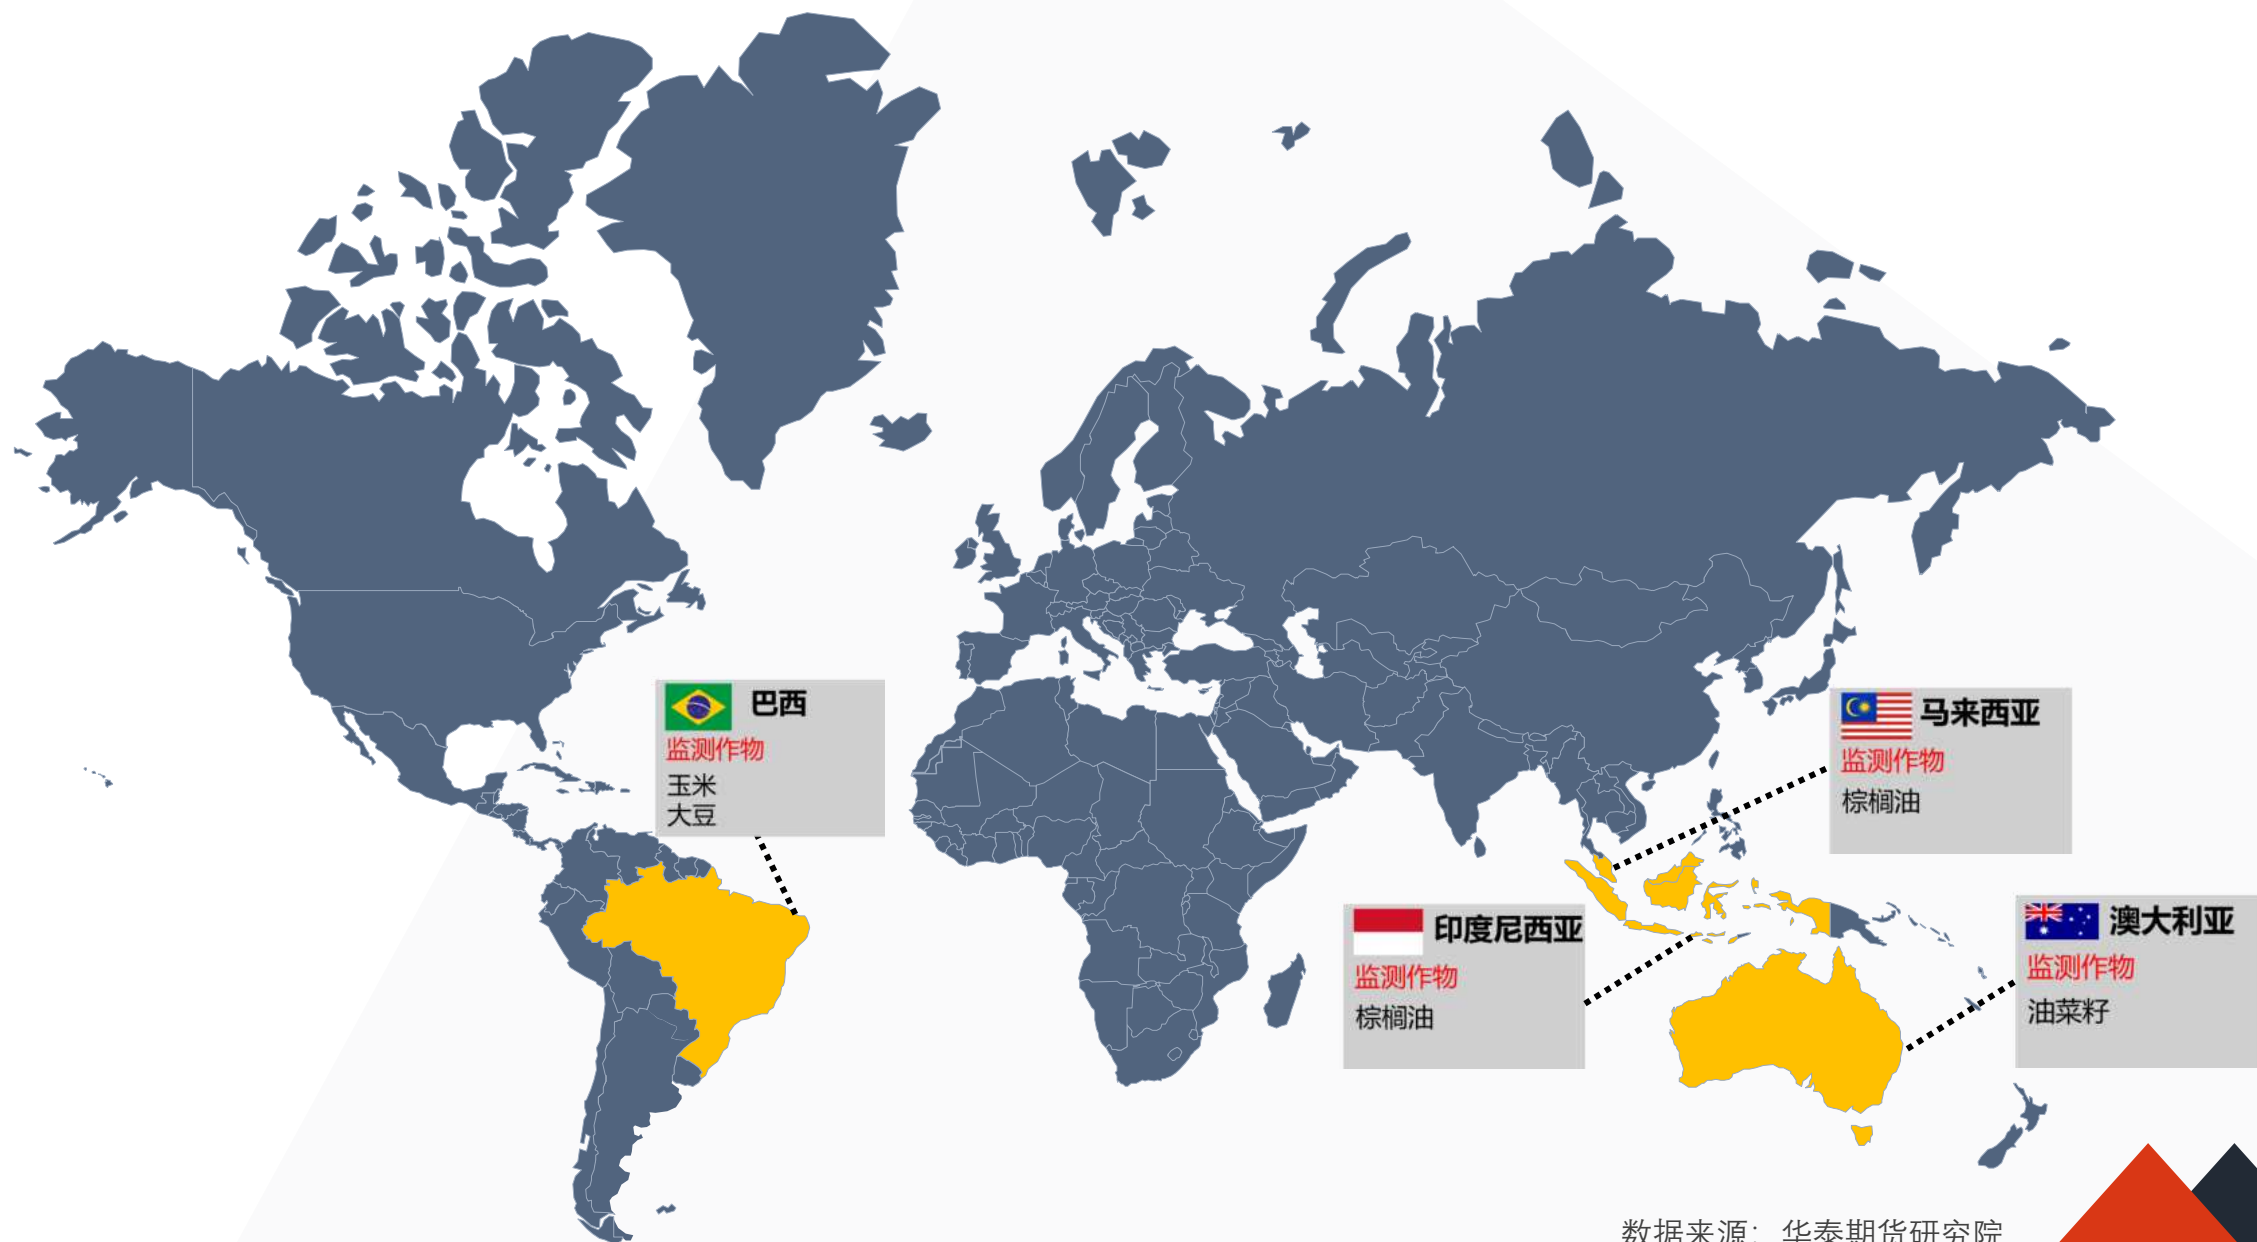 巴西
监测作物
玉米
大豆
马来西亚
监测作物
棕榈油
印度尼西亚
监测作物
棕榈油
澳大利亚
监测作物
油菜籽
数据来源：华泰期货研究院